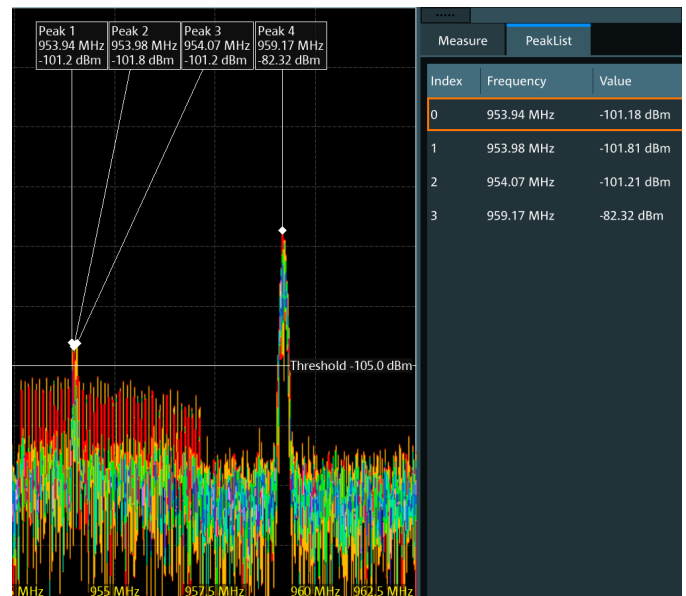 Peak 1
953.94 MHz
-101.2 dBm
Peak 2
953.98 MHz
-101.8 dBm
Peak 3
954.07 MHz
-101.2 dBm
Peak 4
959.17 MHz
-82.32 dBm
Threshold -105.0 dBm
MHz
955 MHz
957.5 MHz
960 MHz
962.5 MHz
Measure PeakList
Index Frequency Value
0 953.94 MHz -101.18 dBm
1 953.98 MHz -101.81 dBm
2 954.07 MHz -101.21 dBm
3 959.17 MHz -82.32 dBm